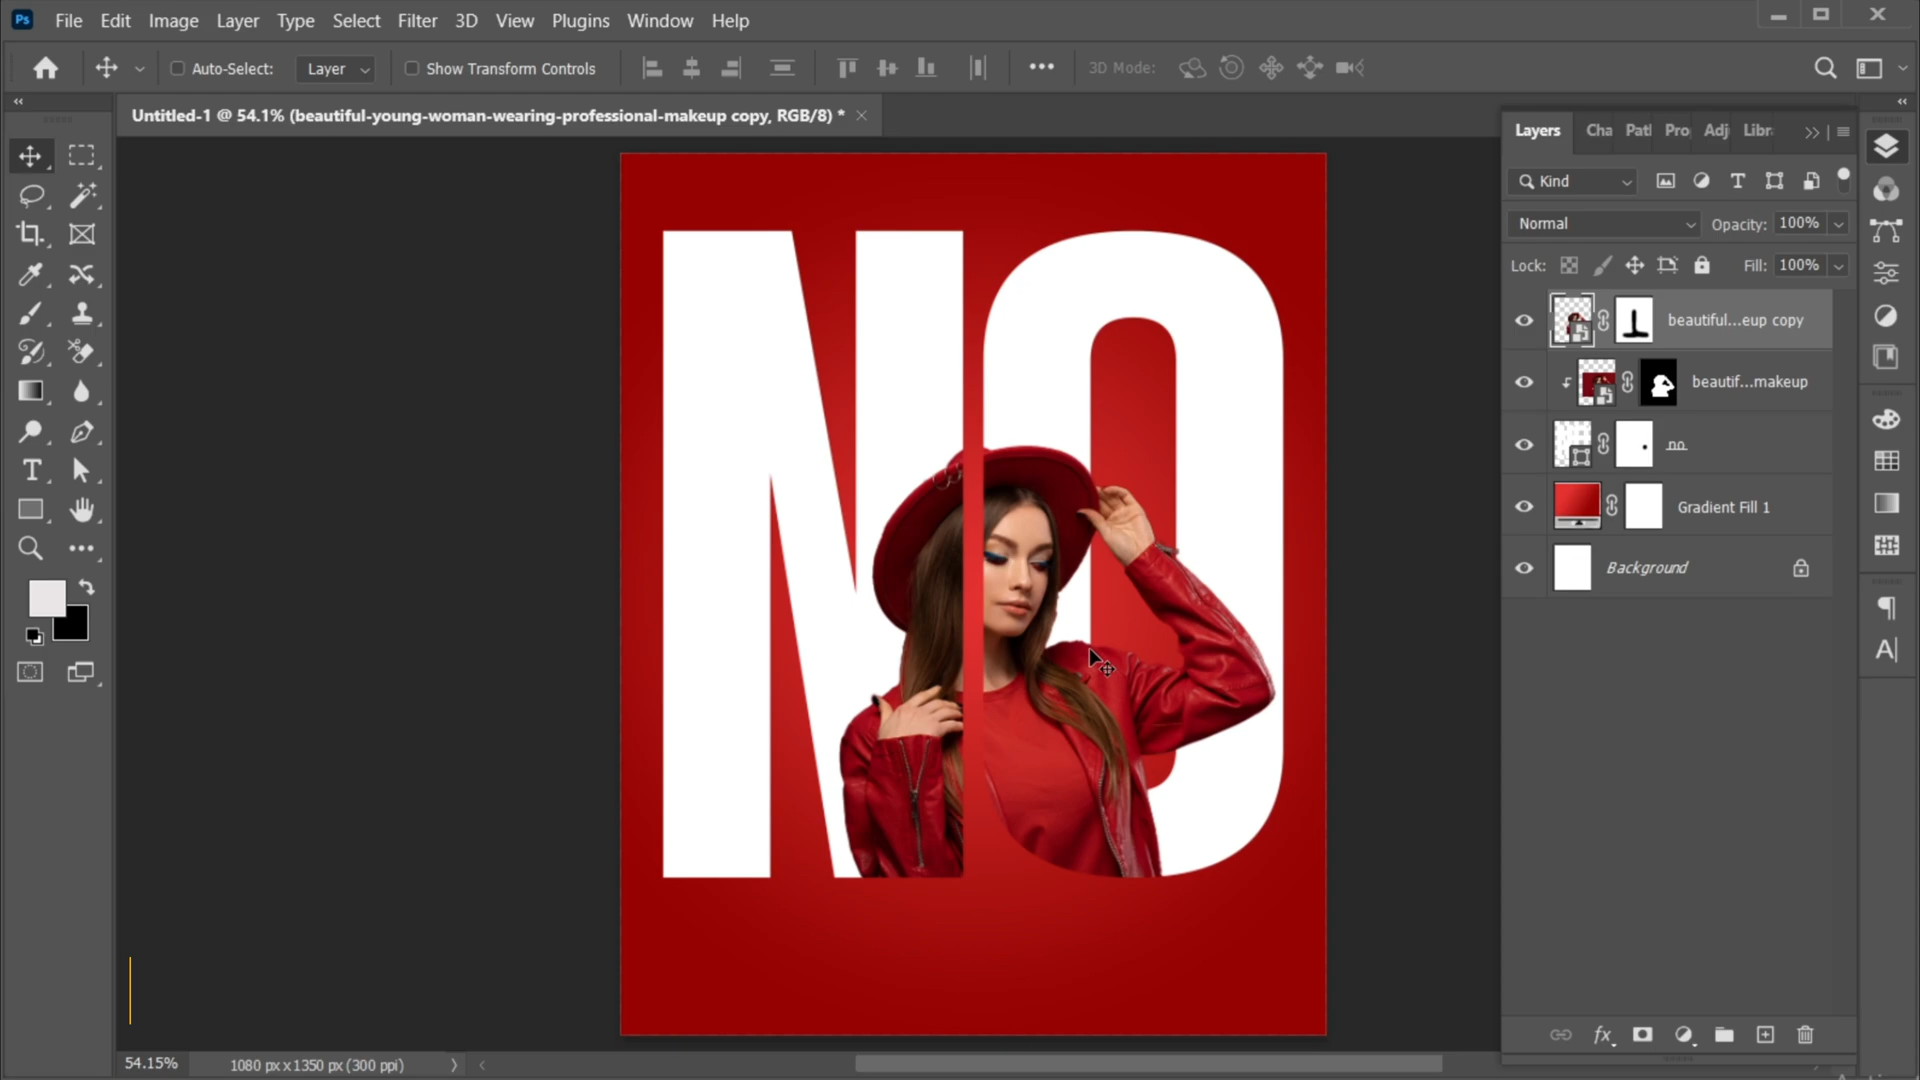 Ps File Edit Image Layer Type Select Filter 3D View Plugins Window Help
Auto-Select: Layer Show Transform Controls 3D Mode:
Untitled-1 @ 54.1% (beautiful-young-woman-wearing-professional-makeup copy, RGB/8) *
Layers Cha Patl Pro Adj Libr
Kind
Normal Opacity: 100%
Lock: Fill: 100%
beautiful...eup copy
beautif...makeup
no
Gradient Fill 1
Background
NO
54.15% 1080 px x 1350 px (300 ppi)